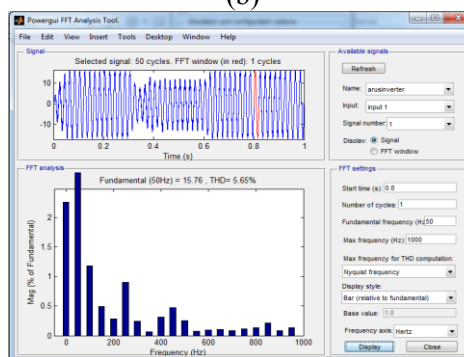 (b)
Powergui FFT Analysis Tool.
File Edit View Insert Tools Desktop Window Help
Signal
Selected signal: 50 cycles. FFT window (in red): 1 cycles
10
0
-10
0 0.2 0.4 0.6 0.8 1
Time (s)
FFT analysis
Fundamental (50Hz) = 15.76 , THD= 5.65%
Mag (% of Fundamental)
2
1.5
1
0.5
0
0 200 400 600 800 1000
Frequency (Hz)
Available signals
Refresh
Name: arusinverter
Input: input 1
Signal number: 1
Display: Signal
FFT window
FFT settings
Start time (s): 0.8
Number of cycles: 1
Fundamental frequency (Hz 50
Max frequency (Hz): 1000
Max frequency for THD computation:
Nyquist frequency
Display style:
Bar (relative to fundamental)
Base value: 1.0
Frequency axis: Hertz
Display Close